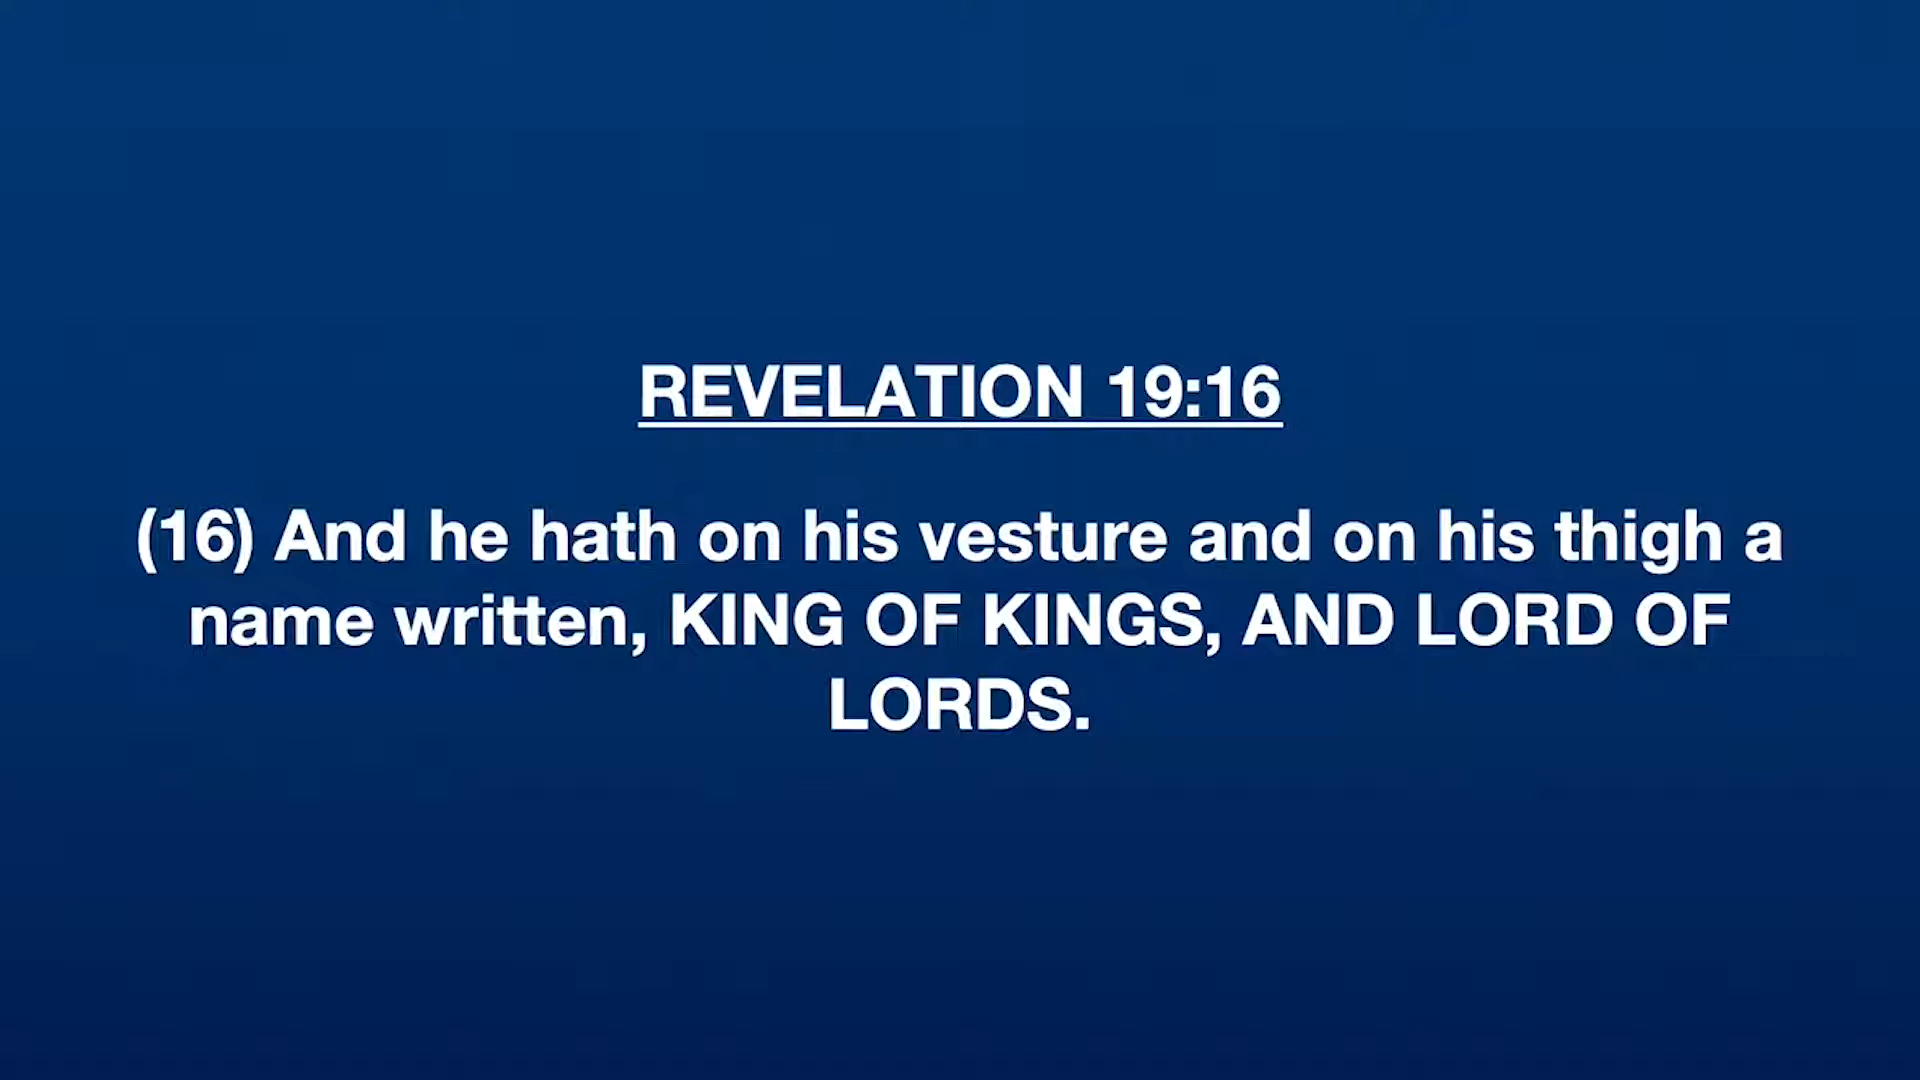 REVELATION 19:16
(16) And he hath on his vesture and on his thigh a
name written, KING OF KINGS, AND LORD OF
LORDS.